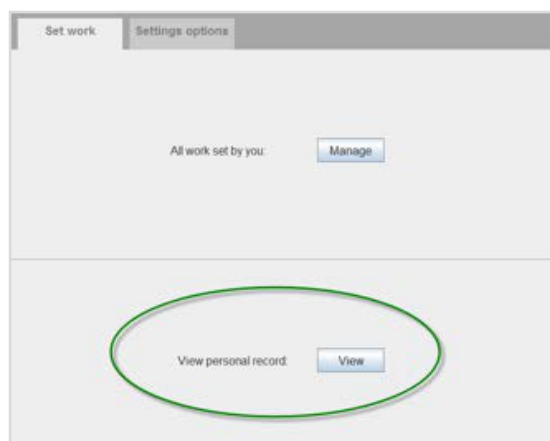 Set work Settings options
All work set by you: Manage
View personal record: View